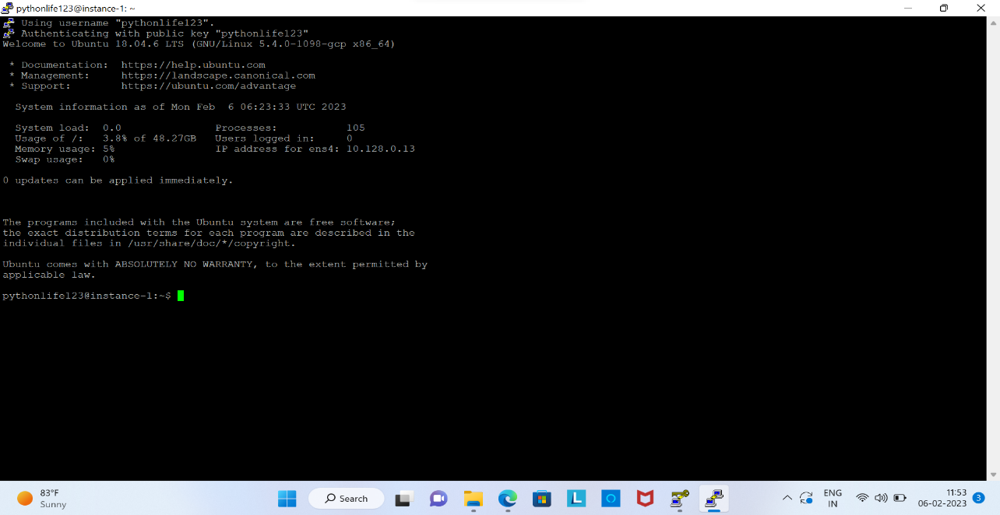 pythonlife123@instance-1: ~
Using username "pythonlife123".
Authenticating with public key "pythonlife123"
Welcome to Ubuntu 18.04.6 LTS (GNU/Linux 5.4.0-1098-gcp x86_64)
* Documentation:  https://help.ubuntu.com
* Management:     https://landscape.canonical.com
* Support:        https://ubuntu.com/advantage
System information as of Mon Feb  6 06:23:33 UTC 2023
System load:  0.0               Processes:           105
Usage of /:   3.8% of 48.27GB   Users logged in:     0
Memory usage: 5%                IP address for ens4: 10.128.0.13
Swap usage:   0%
0 updates can be applied immediately.
The programs included with the Ubuntu system are free software;
the exact distribution terms for each program are described in the
individual files in /usr/share/doc/*/copyright.
Ubuntu comes with ABSOLUTELY NO WARRANTY, to the extent permitted by
applicable law.
pythonlife123@instance-1:~$
83°F
Sunny
Search
L
ENG
IN
11:53
06-02-2023
3